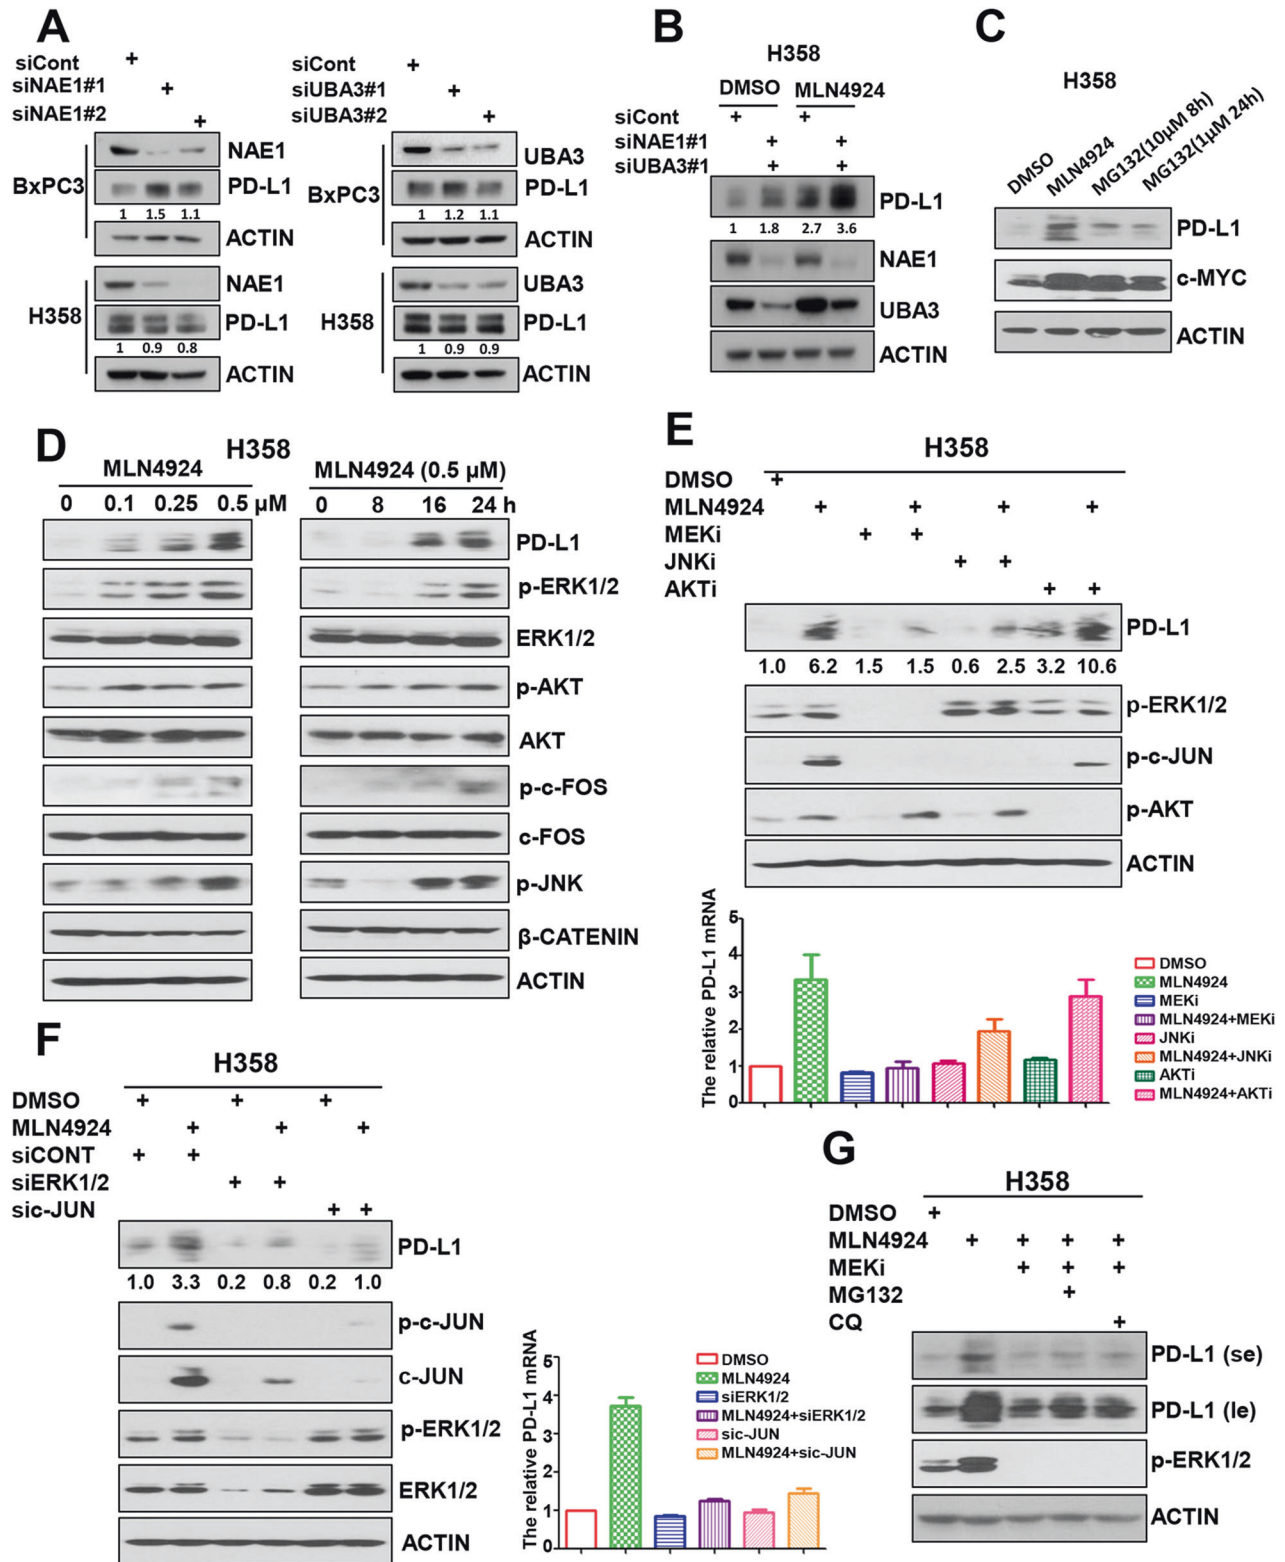 A
siCont +
siNAE1#1 +
siNAE1#2 +
BxPC3
NAE1
PD-L1
1 1.5 1.1
ACTIN
H358
NAE1
PD-L1
1 0.9 0.8
ACTIN
siCont +
siUBA3#1 +
siUBA3#2 +
BxPC3
UBA3
PD-L1
1 1.2 1.1
ACTIN
H358
UBA3
PD-L1
1 0.9 0.9
ACTIN
B
H358
DMSO MLN4924
siCont + +
siNAE1#1 + +
siUBA3#1 + +
PD-L1
1 1.8 2.7 3.6
NAE1
UBA3
ACTIN
C
H358
DMSO
MLN4924
MG132(10μM 8h)
MG132(1μM 24h)
PD-L1
c-MYC
ACTIN
D
H358
MLN4924
0 0.1 0.25 0.5 μM
MLN4924 (0.5 μM)
0 8 16 24 h
PD-L1
p-ERK1/2
ERK1/2
p-AKT
AKT
p-c-FOS
c-FOS
p-JNK
β-CATENIN
ACTIN
E
H358
DMSO +
MLN4924 + + + +
MEKi + +
JNKi + +
AKTi + +
PD-L1
1.0 6.2 1.5 1.5 0.6 2.5 3.2 10.6
p-ERK1/2
p-c-JUN
p-AKT
ACTIN
The relative PD-L1 mRNA
5
4
3
2
1
0
DMSO
MLN4924
MEKi
MLN4924+MEKi
JNKi
MLN4924+JNKi
AKTi
MLN4924+AKTi
F
H358
DMSO + + +
MLN4924 + + +
siCONT + +
siERK1/2 + +
sic-JUN + +
PD-L1
1.0 3.3 0.2 0.8 0.2 1.0
p-c-JUN
c-JUN
p-ERK1/2
ERK1/2
ACTIN
The relative PD-L1 mRNA
5
4
3
2
1
0
DMSO
MLN4924
siERK1/2
MLN4924+siERK1/2
sic-JUN
MLN4924+sic-JUN
G
H358
DMSO +
MLN4924 + + + +
MEKi + + +
MG132 +
CQ +
PD-L1 (se)
PD-L1 (le)
p-ERK1/2
ACTIN